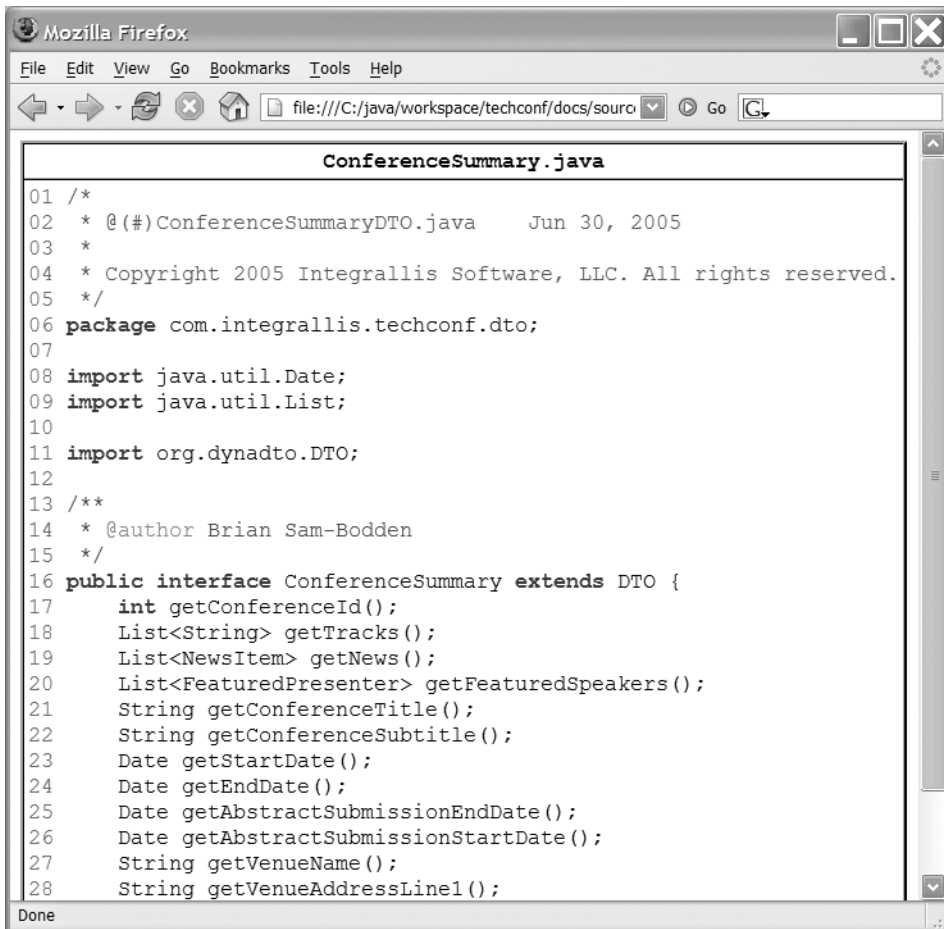 Mozilla Firefox
File Edit View Go Bookmarks Tools Help
file:///C:/java/workspace/techconf/docs/sourc Go G
ConferenceSummary.java
01 /*
02  * @(#)ConferenceSummaryDTO.java    Jun 30, 2005
03  *
04  * Copyright 2005 Integrallis Software, LLC. All rights reserved.
05  */
06 package com.integrallis.techconf.dto;
07
08 import java.util.Date;
09 import java.util.List;
10
11 import org.dynadto.DTO;
12
13 /**
14  * @author Brian Sam-Bodden
15  */
16 public interface ConferenceSummary extends DTO {
17     int getConferenceId();
18     List<String> getTracks();
19     List<NewsItem> getNews();
20     List<FeaturedPresenter> getFeaturedSpeakers();
21     String getConferenceTitle();
22     String getConferenceSubtitle();
23     Date getStartDate();
24     Date getEndDate();
25     Date getAbstractSubmissionEndDate();
26     Date getAbstractSubmissionStartDate();
27     String getVenueName();
28     String getVenueAddressLine1();
Done